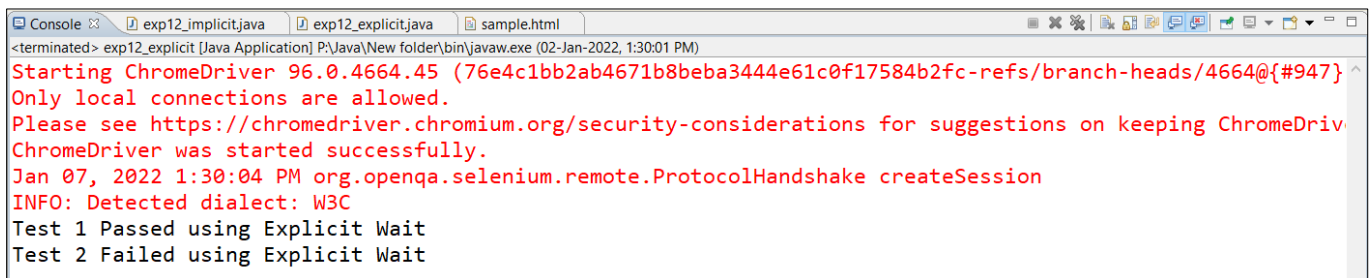 Console exp12_implicit.java exp12_explicit.java sample.html
<terminated> exp12_explicit [Java Application] P:\Java\New folder\bin\javaw.exe (02-Jan-2022, 1:30:01 PM)
Starting ChromeDriver 96.0.4664.45 (76e4c1bb2ab4671b8beba3444e61c0f17584b2fc-refs/branch-heads/4664@{#947}
Only local connections are allowed.
Please see https://chromedriver.chromium.org/security-considerations for suggestions on keeping ChromeDriv
ChromeDriver was started successfully.
Jan 07, 2022 1:30:04 PM org.openqa.selenium.remote.ProtocolHandshake createSession
INFO: Detected dialect: W3C
Test 1 Passed using Explicit Wait
Test 2 Failed using Explicit Wait